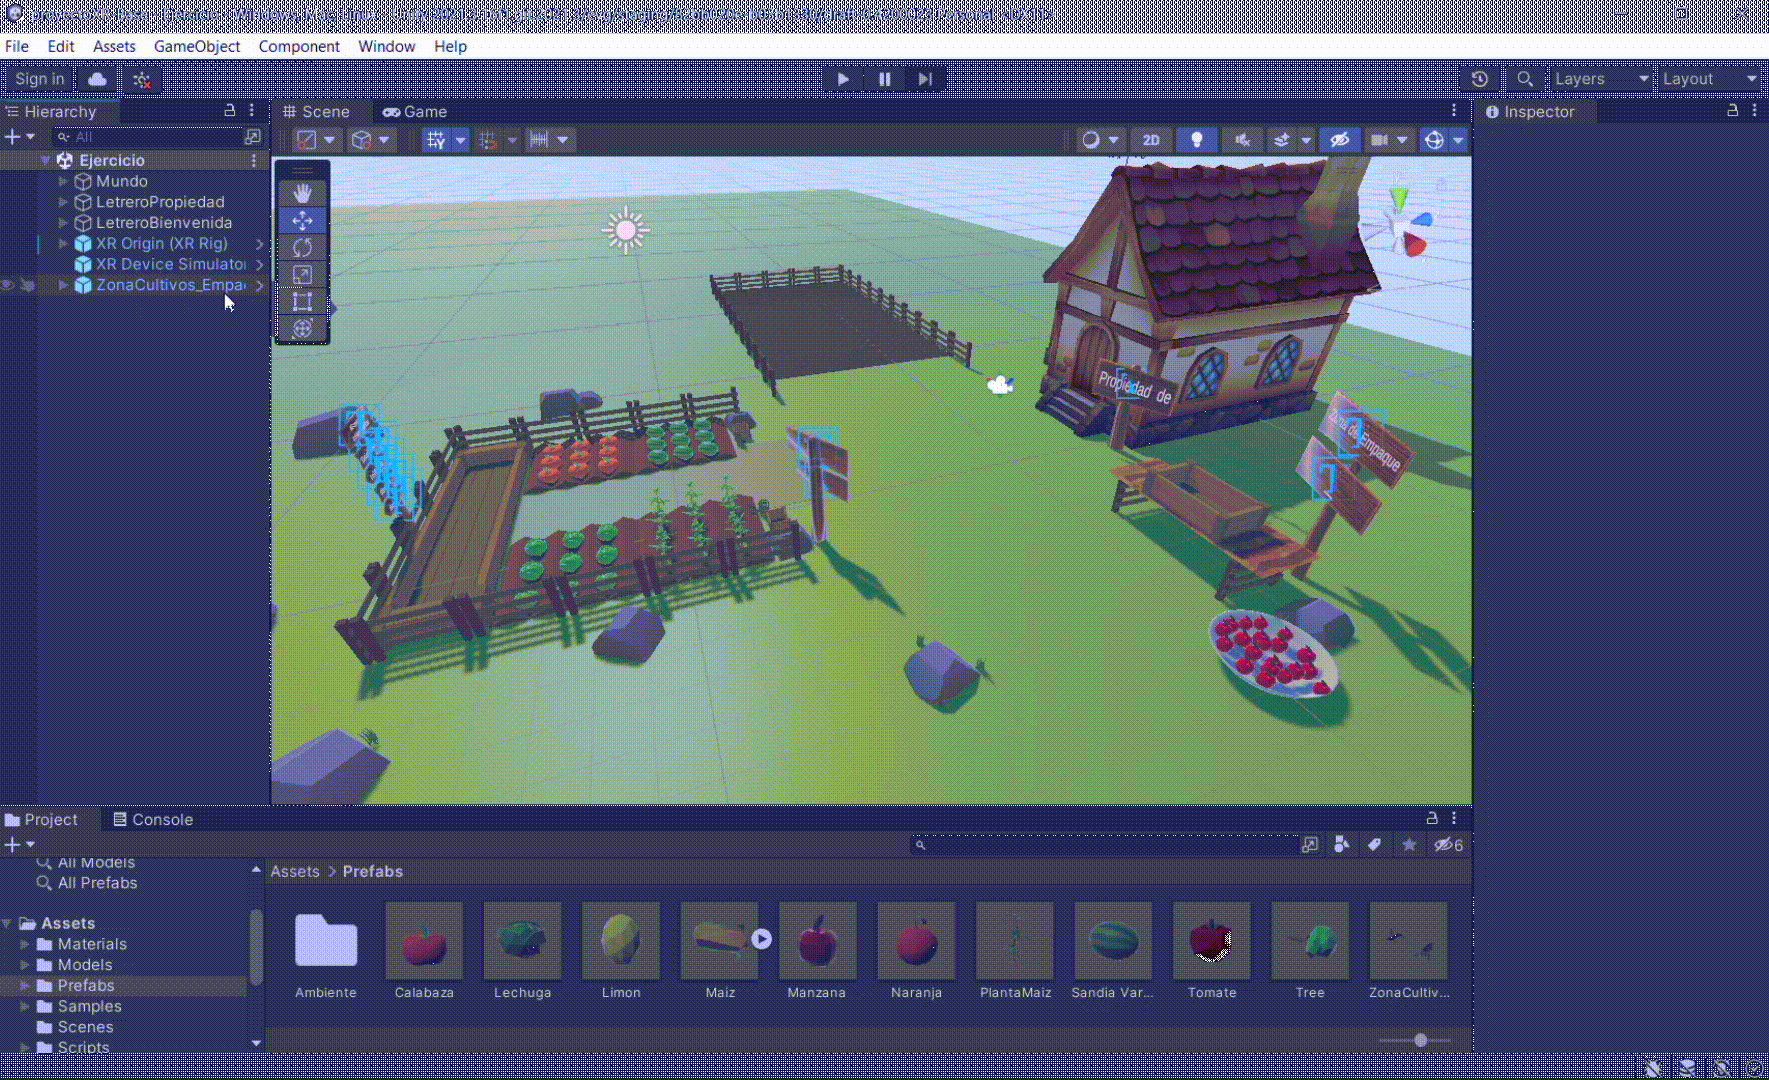 File Edit Assets GameObject Component Window Help
Sign in
Layers
Layout
Hierarchy
Scene
Game
Inspector
All
2D
Ejercicio
Mundo
LetreroPropiedad
LetreroBienvenida
XR Origin (XR Rig)
XR Device Simulator
ZonaCultivos_Empa
Propiedad de
Zona de Empaque
Project
Console
6
All Models
All Prefabs
Assets > Prefabs
Assets
Materials
Models
Prefabs
Samples
Scenes
Scripts
Ambiente
Calabaza
Lechuga
Limon
Maiz
Manzana
Naranja
PlantaMaiz
Sandia Var...
Tomate
Tree
ZonaCultiv...